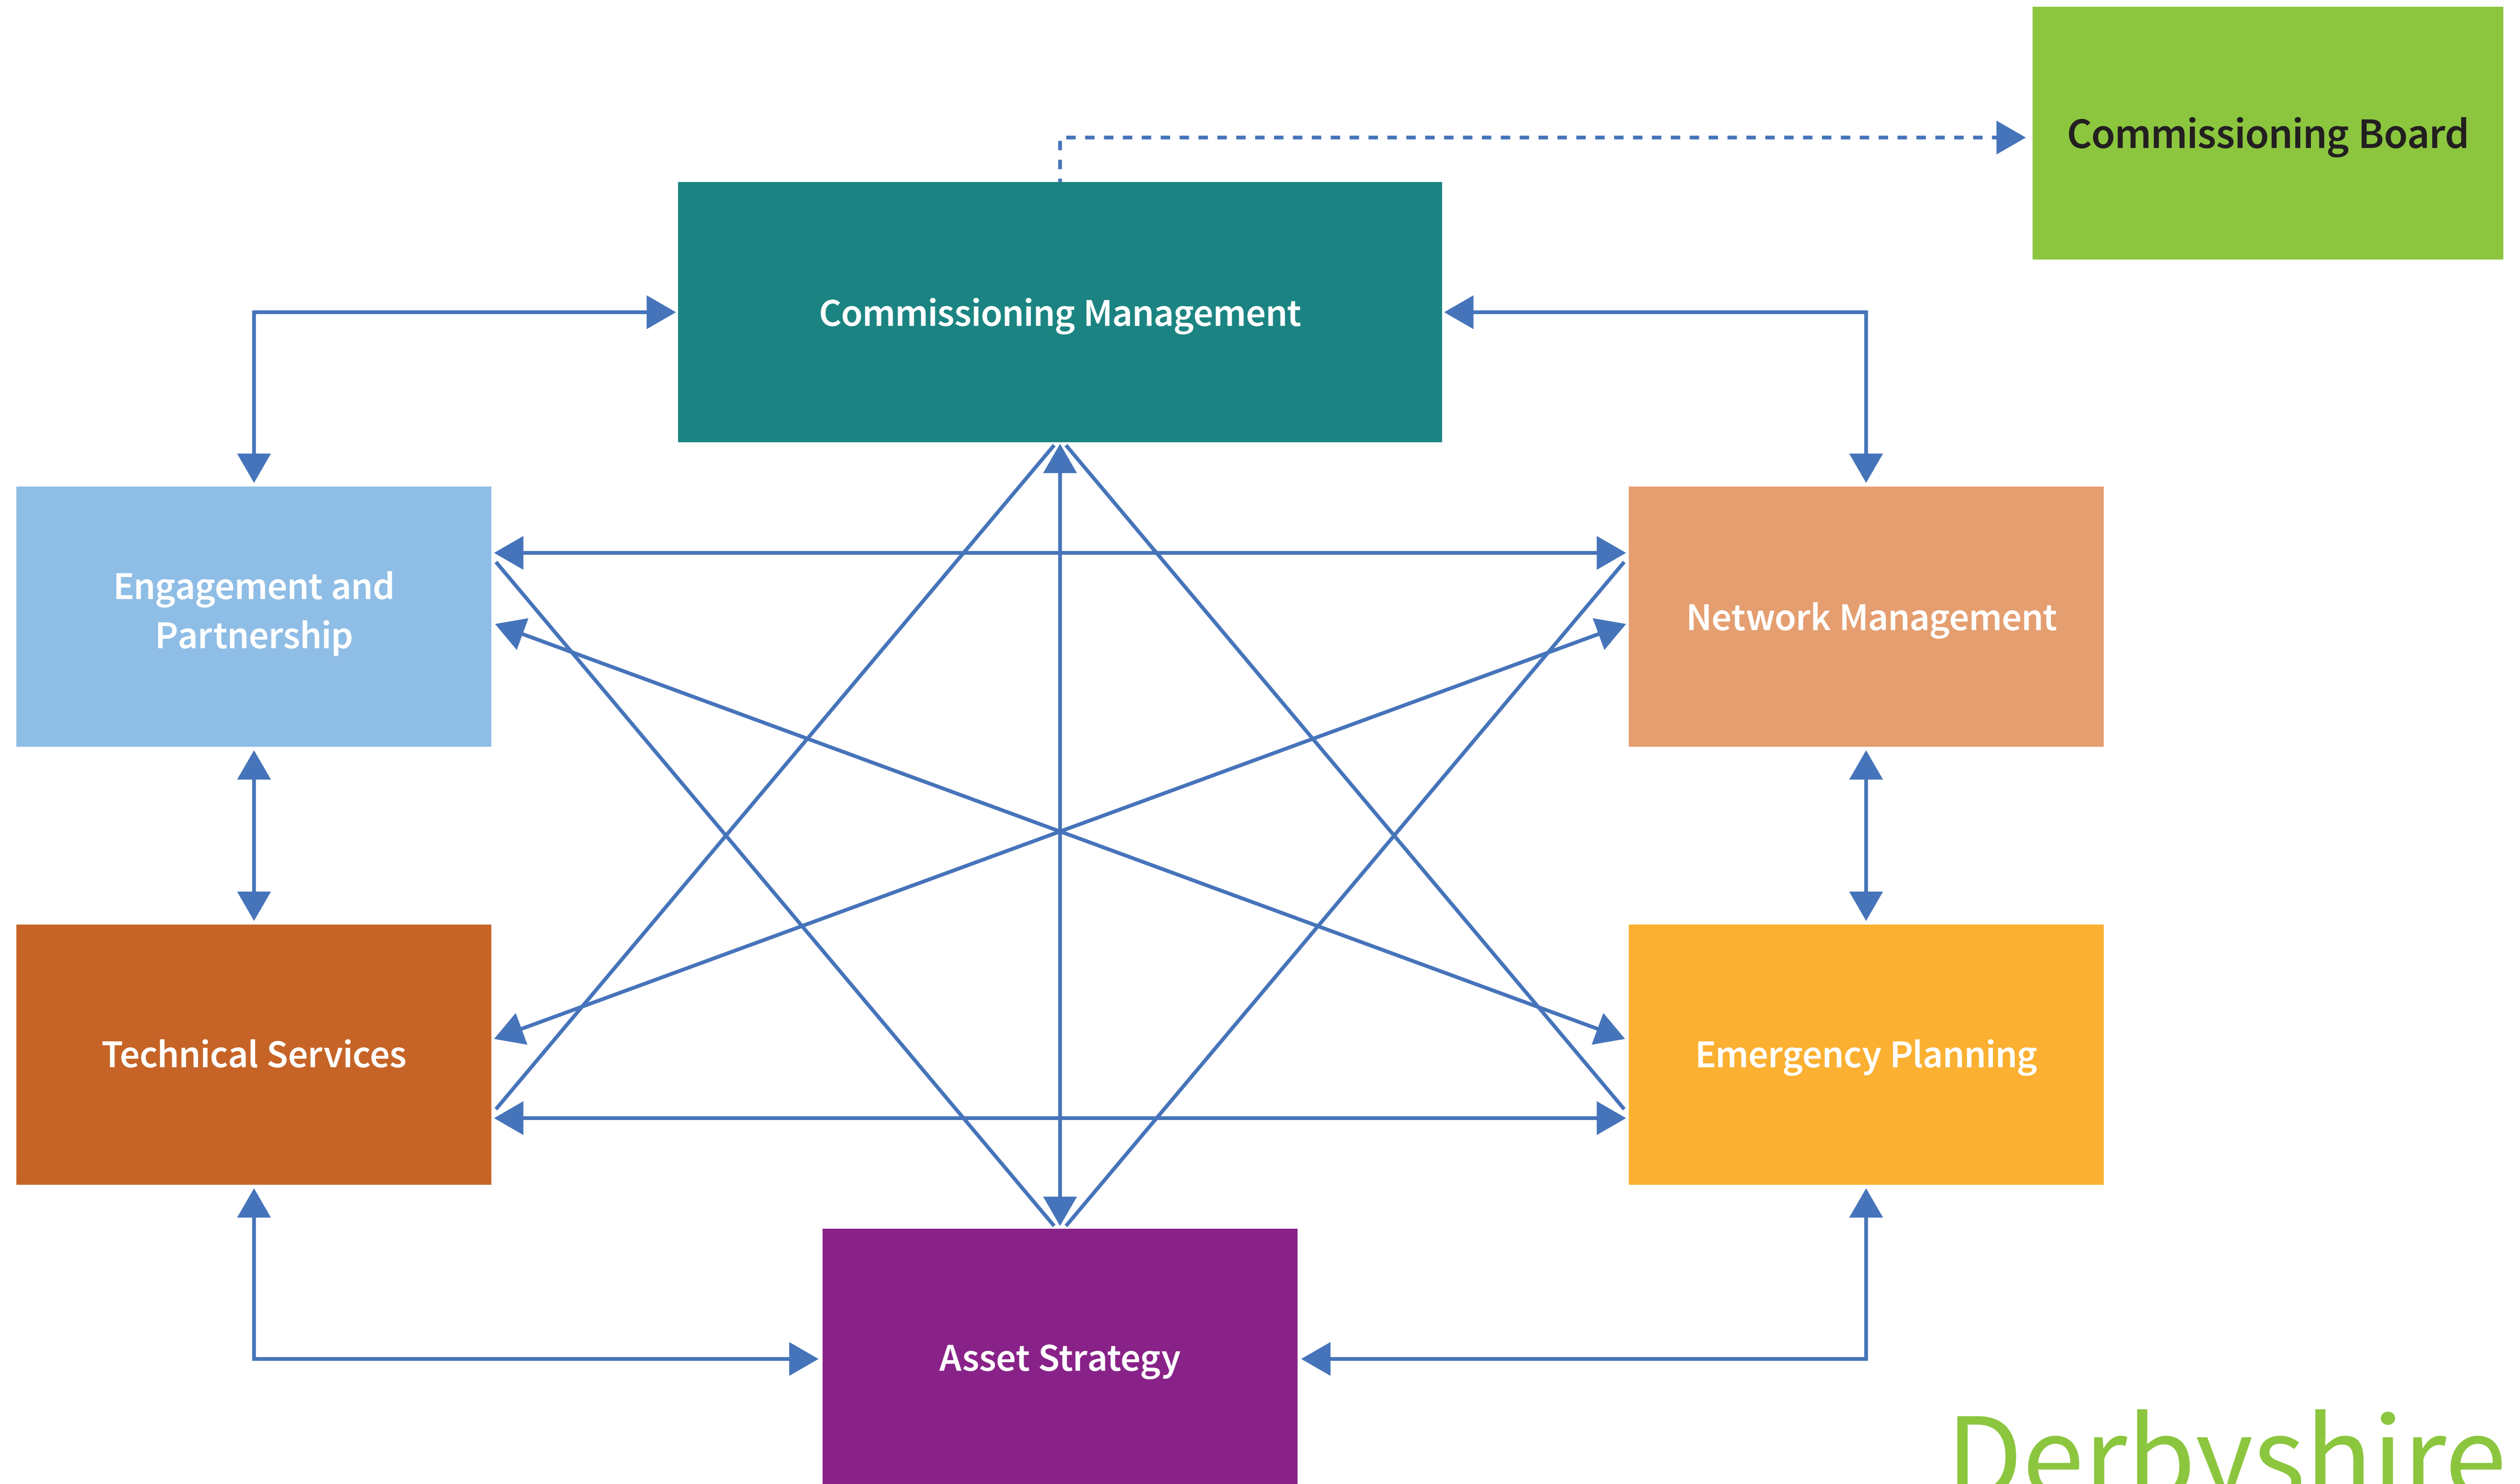 Commissioning Board
Commissioning Management
Engagement and
Partnership
Network Management
Technical Services
Emergency Planning
Asset Strategy
Derbyshire